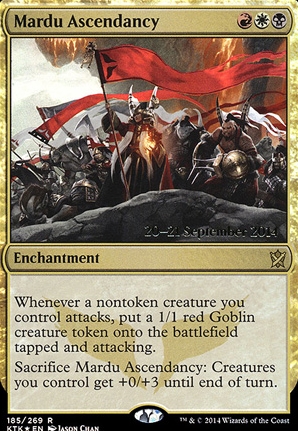 Mardu Ascendancy
20–21 September 2014
Enchantment
Whenever a nontoken creature you
control attacks, put a 1/1 red Goblin
creature token onto the battlefield
tapped and attacking.
Sacrifice Mardu Ascendancy: Creatures
you control get +0/+3 until end of turn.
185/269 R
KTK EN Jason Chan
™ & © 2014 Wizards of the Coast